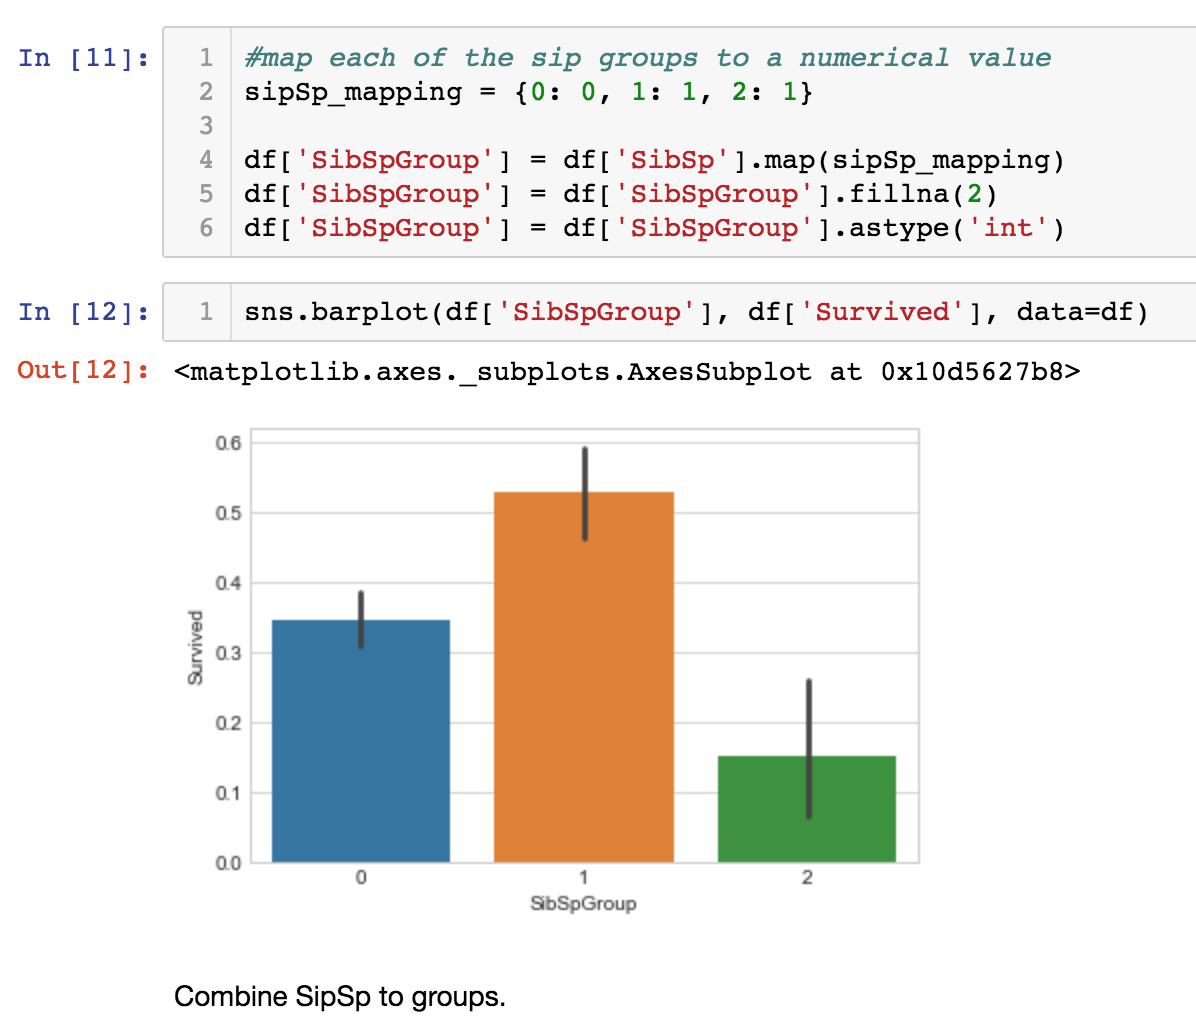 In [11]:
1 #map each of the sip groups to a numerical value
2 sipSp_mapping = {0: 0, 1: 1, 2: 1}
3
4 df['SibSpGroup'] = df['SibSp'].map(sipSp_mapping)
5 df['SibSpGroup'] = df['SibSpGroup'].fillna(2)
6 df['SibSpGroup'] = df['SibSpGroup'].astype('int')
In [12]:
1 sns.barplot(df['SibSpGroup'], df['Survived'], data=df)
Out[12]: <matplotlib.axes._subplots.AxesSubplot at 0x10d5627b8>
0.6
0.5
0.4
0.3
0.2
0.1
0.0
Survived
0 1 2
SibSpGroup
Combine SipSp to groups.